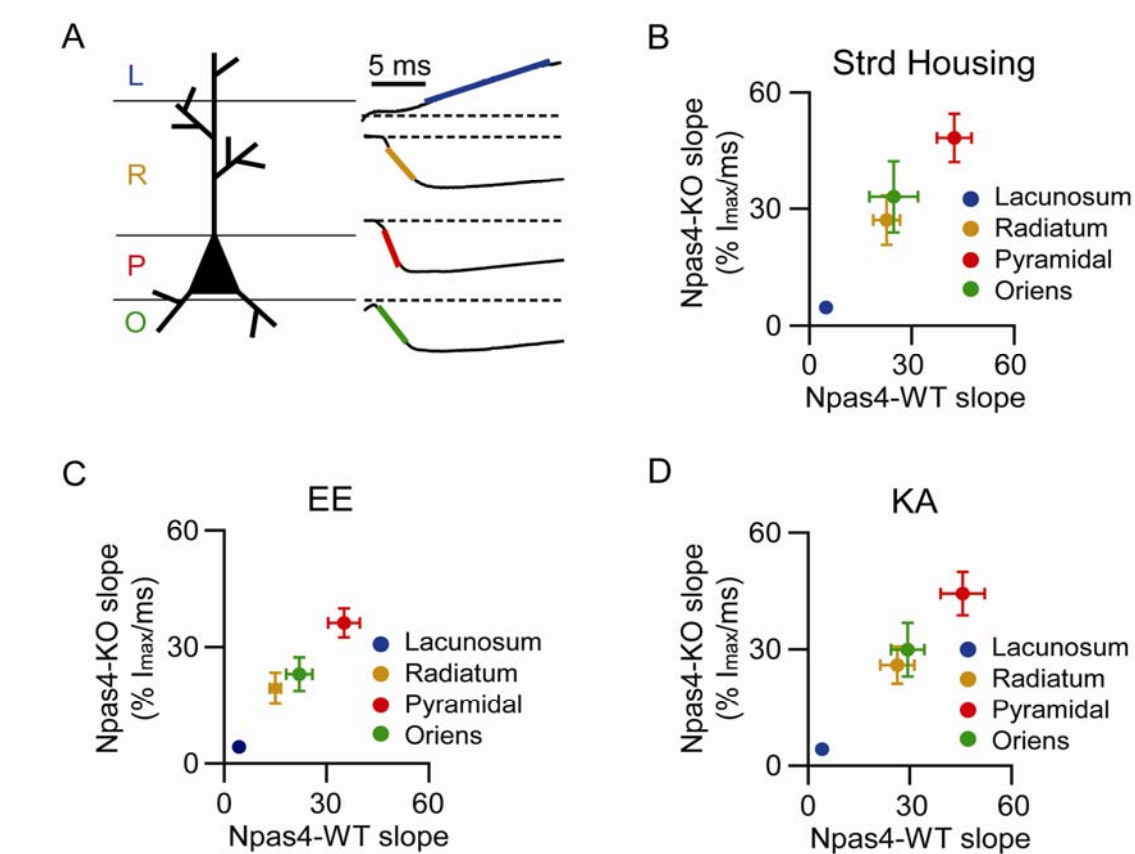 A
L
R
P
O
5 ms
B
Strd Housing
Npas4-KO slope
(% Imax/ms)
60
30
0
0 30 60
Npas4-WT slope
Lacunosum
Radiatum
Pyramidal
Oriens
C
EE
Npas4-KO slope
(% Imax/ms)
60
30
0
0 30 60
Npas4-WT slope
Lacunosum
Radiatum
Pyramidal
Oriens
D
KA
Npas4-KO slope
(% Imax/ms)
60
30
0
0 30 60
Npas4-WT slope
Lacunosum
Radiatum
Pyramidal
Oriens